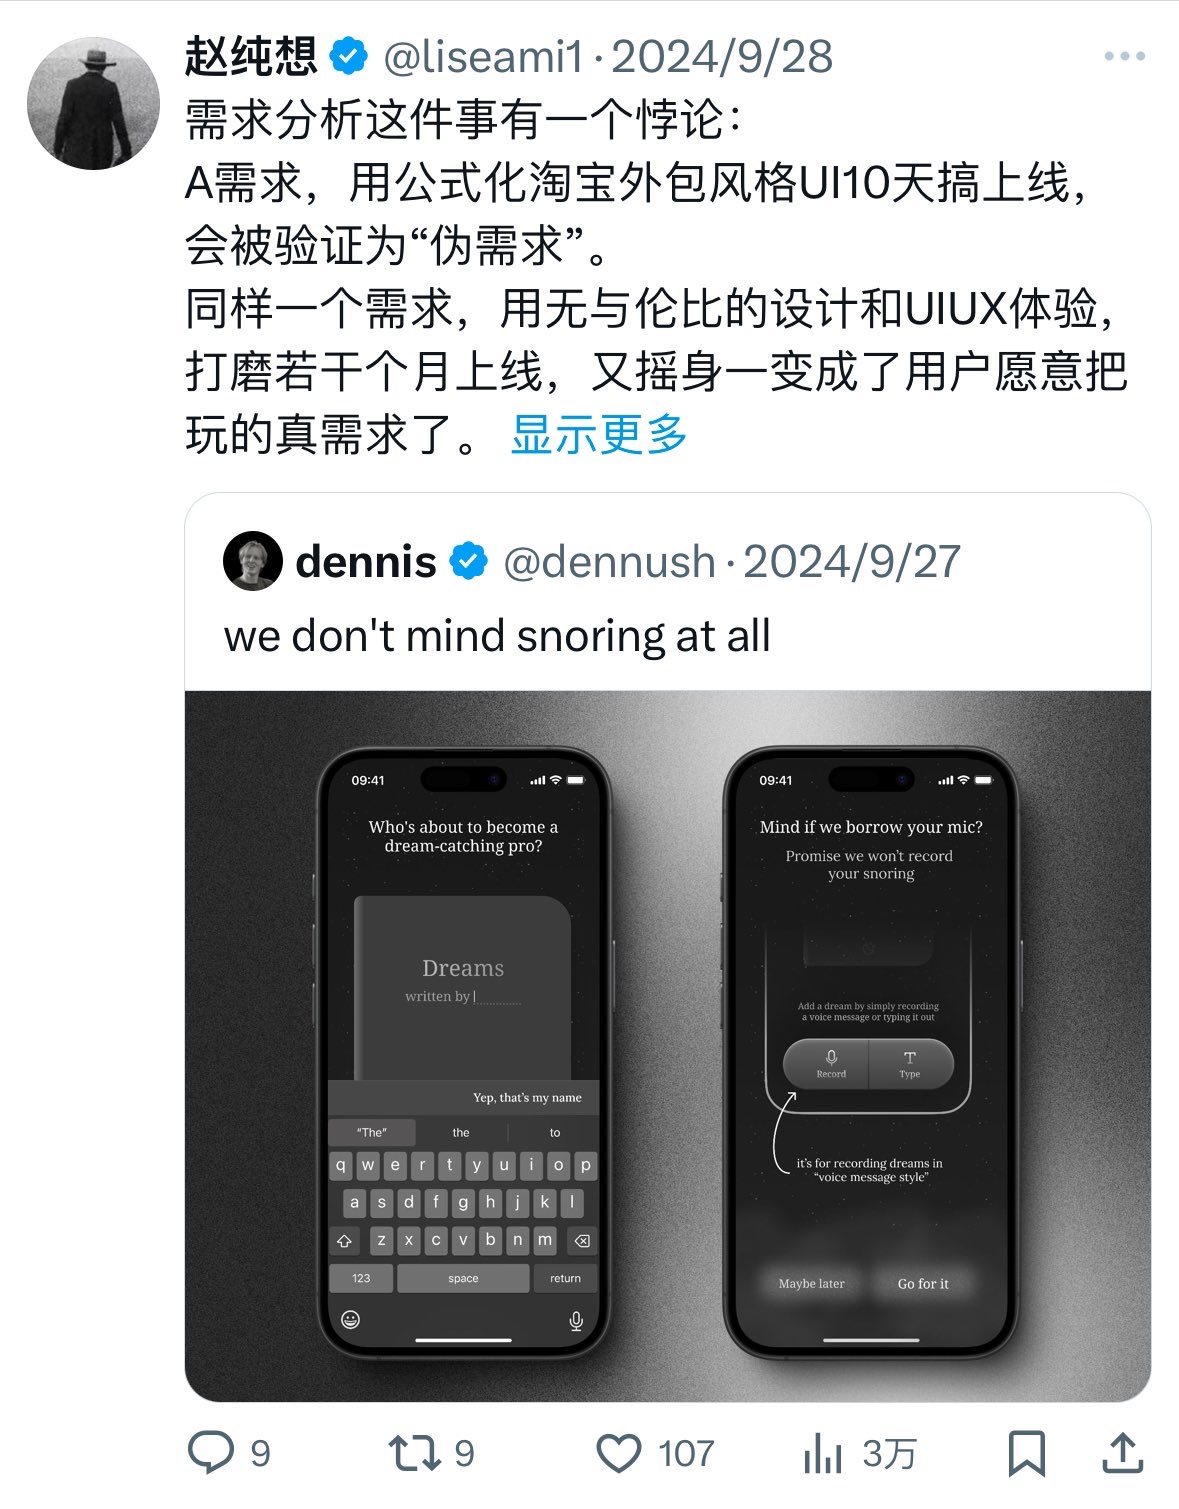 赵纯想 @liseami1 · 2024/9/28
需求分析这件事有一个悖论：
A需求，用公式化淘宝外包风格UI10天搞上线，
会被验证为“伪需求”。
同样一个需求，用无与伦比的设计和UIUX体验，
打磨若干个月上线，又摇身一变成了用户愿意把
玩的真需求了。 显示更多
dennis @dennush · 2024/9/27
we don't mind snoring at all
09:41
Who's about to become a
dream-catching pro?
Dreams
written by
Yep, that's my name
“The” the to
q w e r t y u i o p
a s d f g h j k l
z x c v b n m
123 space return
09:41
Mind if we borrow your mic?
Promise we won't record
your snoring
Add a dream by simply recording
a voice message or typing it out
Record Type
it's for recording dreams in
“voice message style”
Maybe later Go for it
9 9 107 3万